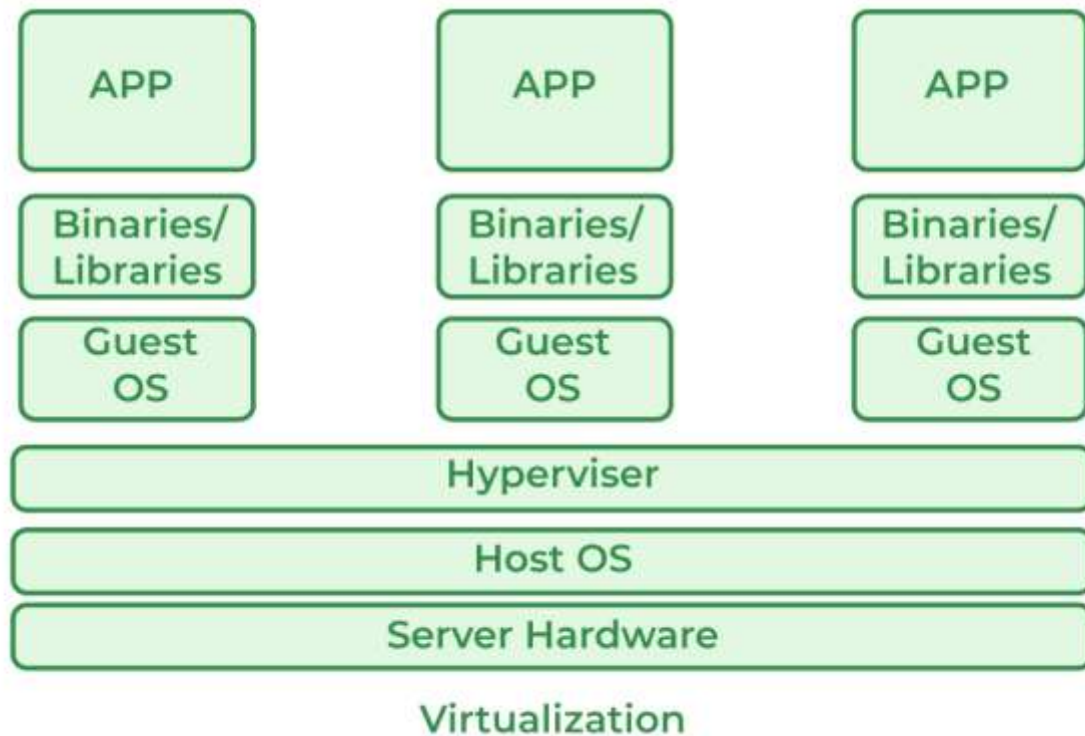 APP
APP
APP
Binaries/
Libraries
Binaries/
Libraries
Binaries/
Libraries
Guest
OS
Guest
OS
Guest
OS
Hyperviser
Host OS
Server Hardware
Virtualization